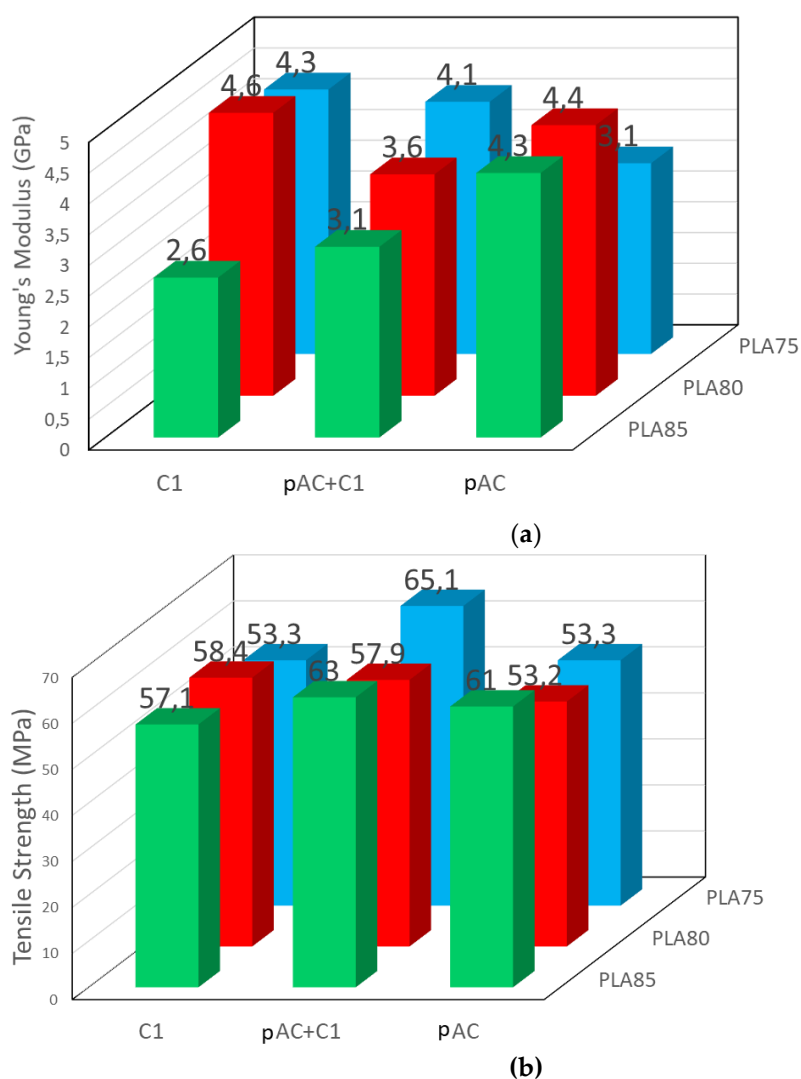 4,3
4,6
4,1
4,4
3,6
3,1
4,3
3,1
2,6
Young's Modulus (GPa)
5
4,5
4
3,5
3
2,5
2
1,5
1
0,5
0
PLA75
PLA80
PLA85
C1
pAC+C1
pAC
(a)
65,1
53,3
53,3
58,4
57,9
53,2
57,1
63
61
Tensile Strength (MPa)
70
60
50
40
30
20
10
0
PLA75
PLA80
PLA85
C1
pAC+C1
pAC
(b)